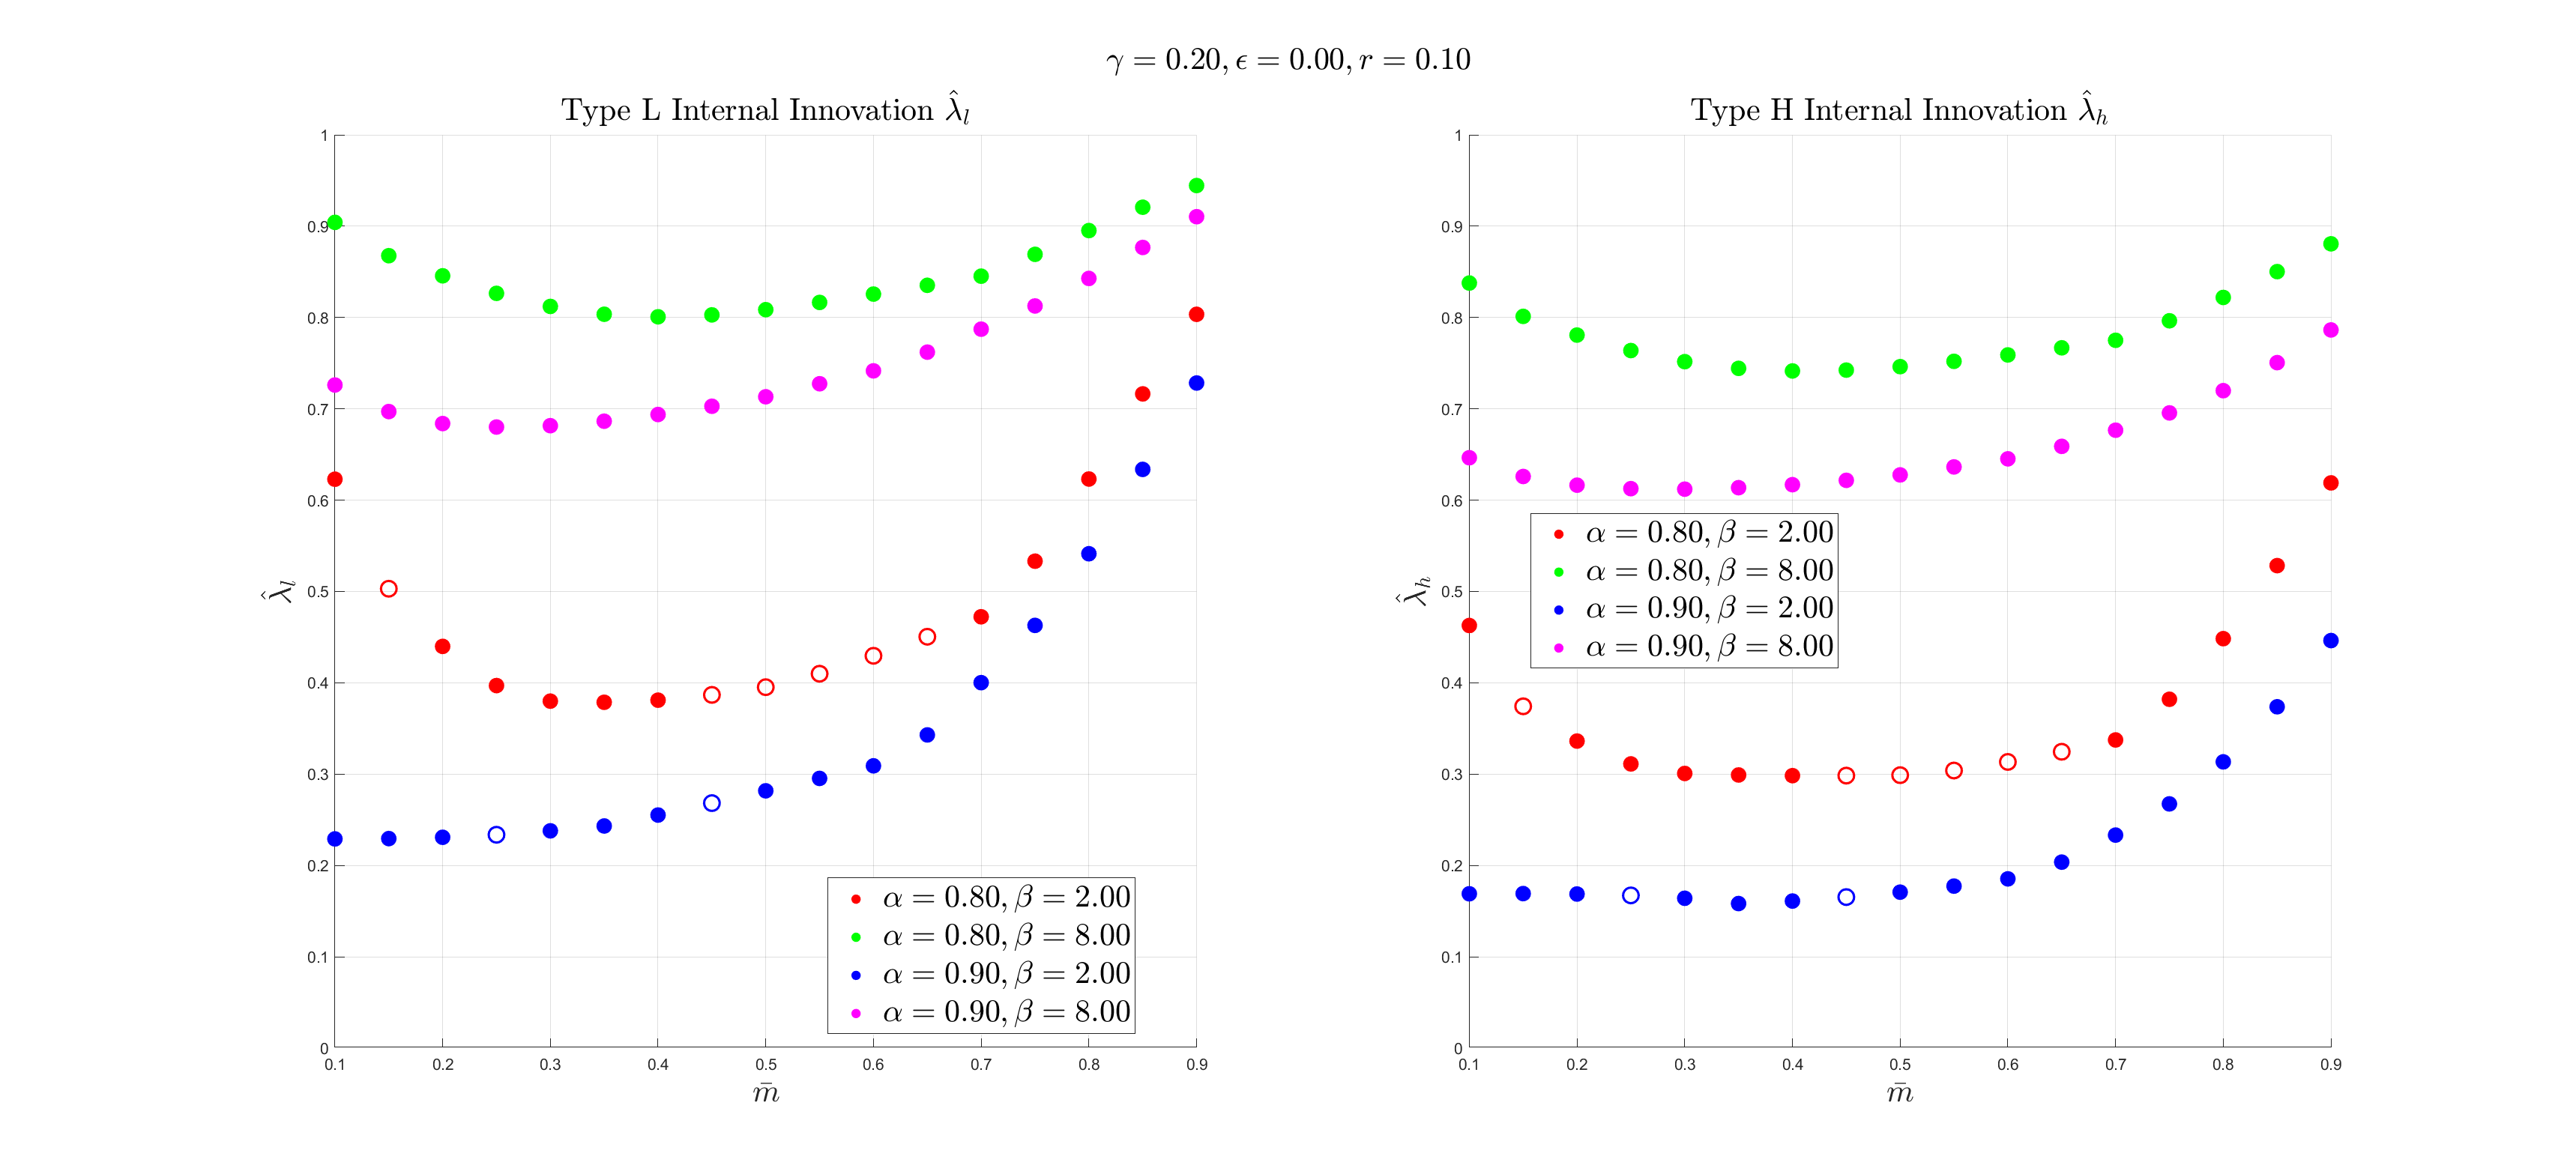 γ = 0.20, ϵ = 0.00, r = 0.10
Type L Internal Innovation λ̂_l
1
0.9
0.8
0.7
0.6
0.5
0.4
0.3
0.2
0.1
0
λ̂_l
0.1 0.2 0.3 0.4 0.5 0.6 0.7 0.8 0.9
m̄
α = 0.80, β = 2.00
α = 0.80, β = 8.00
α = 0.90, β = 2.00
α = 0.90, β = 8.00
Type H Internal Innovation λ̂_h
1
0.9
0.8
0.7
0.6
0.5
0.4
0.3
0.2
0.1
0
λ̂_h
0.1 0.2 0.3 0.4 0.5 0.6 0.7 0.8 0.9
m̄
α = 0.80, β = 2.00
α = 0.80, β = 8.00
α = 0.90, β = 2.00
α = 0.90, β = 8.00